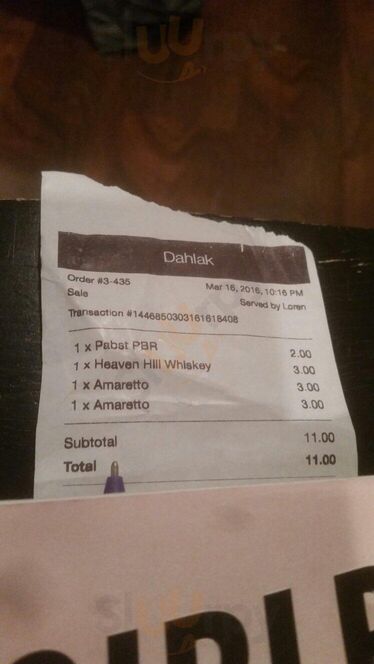 Dahlak
Order #3-435 Mar 16, 2016, 10:16 PM
Sale Served by Loren
Transaction #1446850303161618408
1 x Pabst PBR 2.00
1 x Heaven Hill Whiskey 3.00
1 x Amaretto 3.00
1 x Amaretto 3.00
Subtotal 11.00
Total 11.00